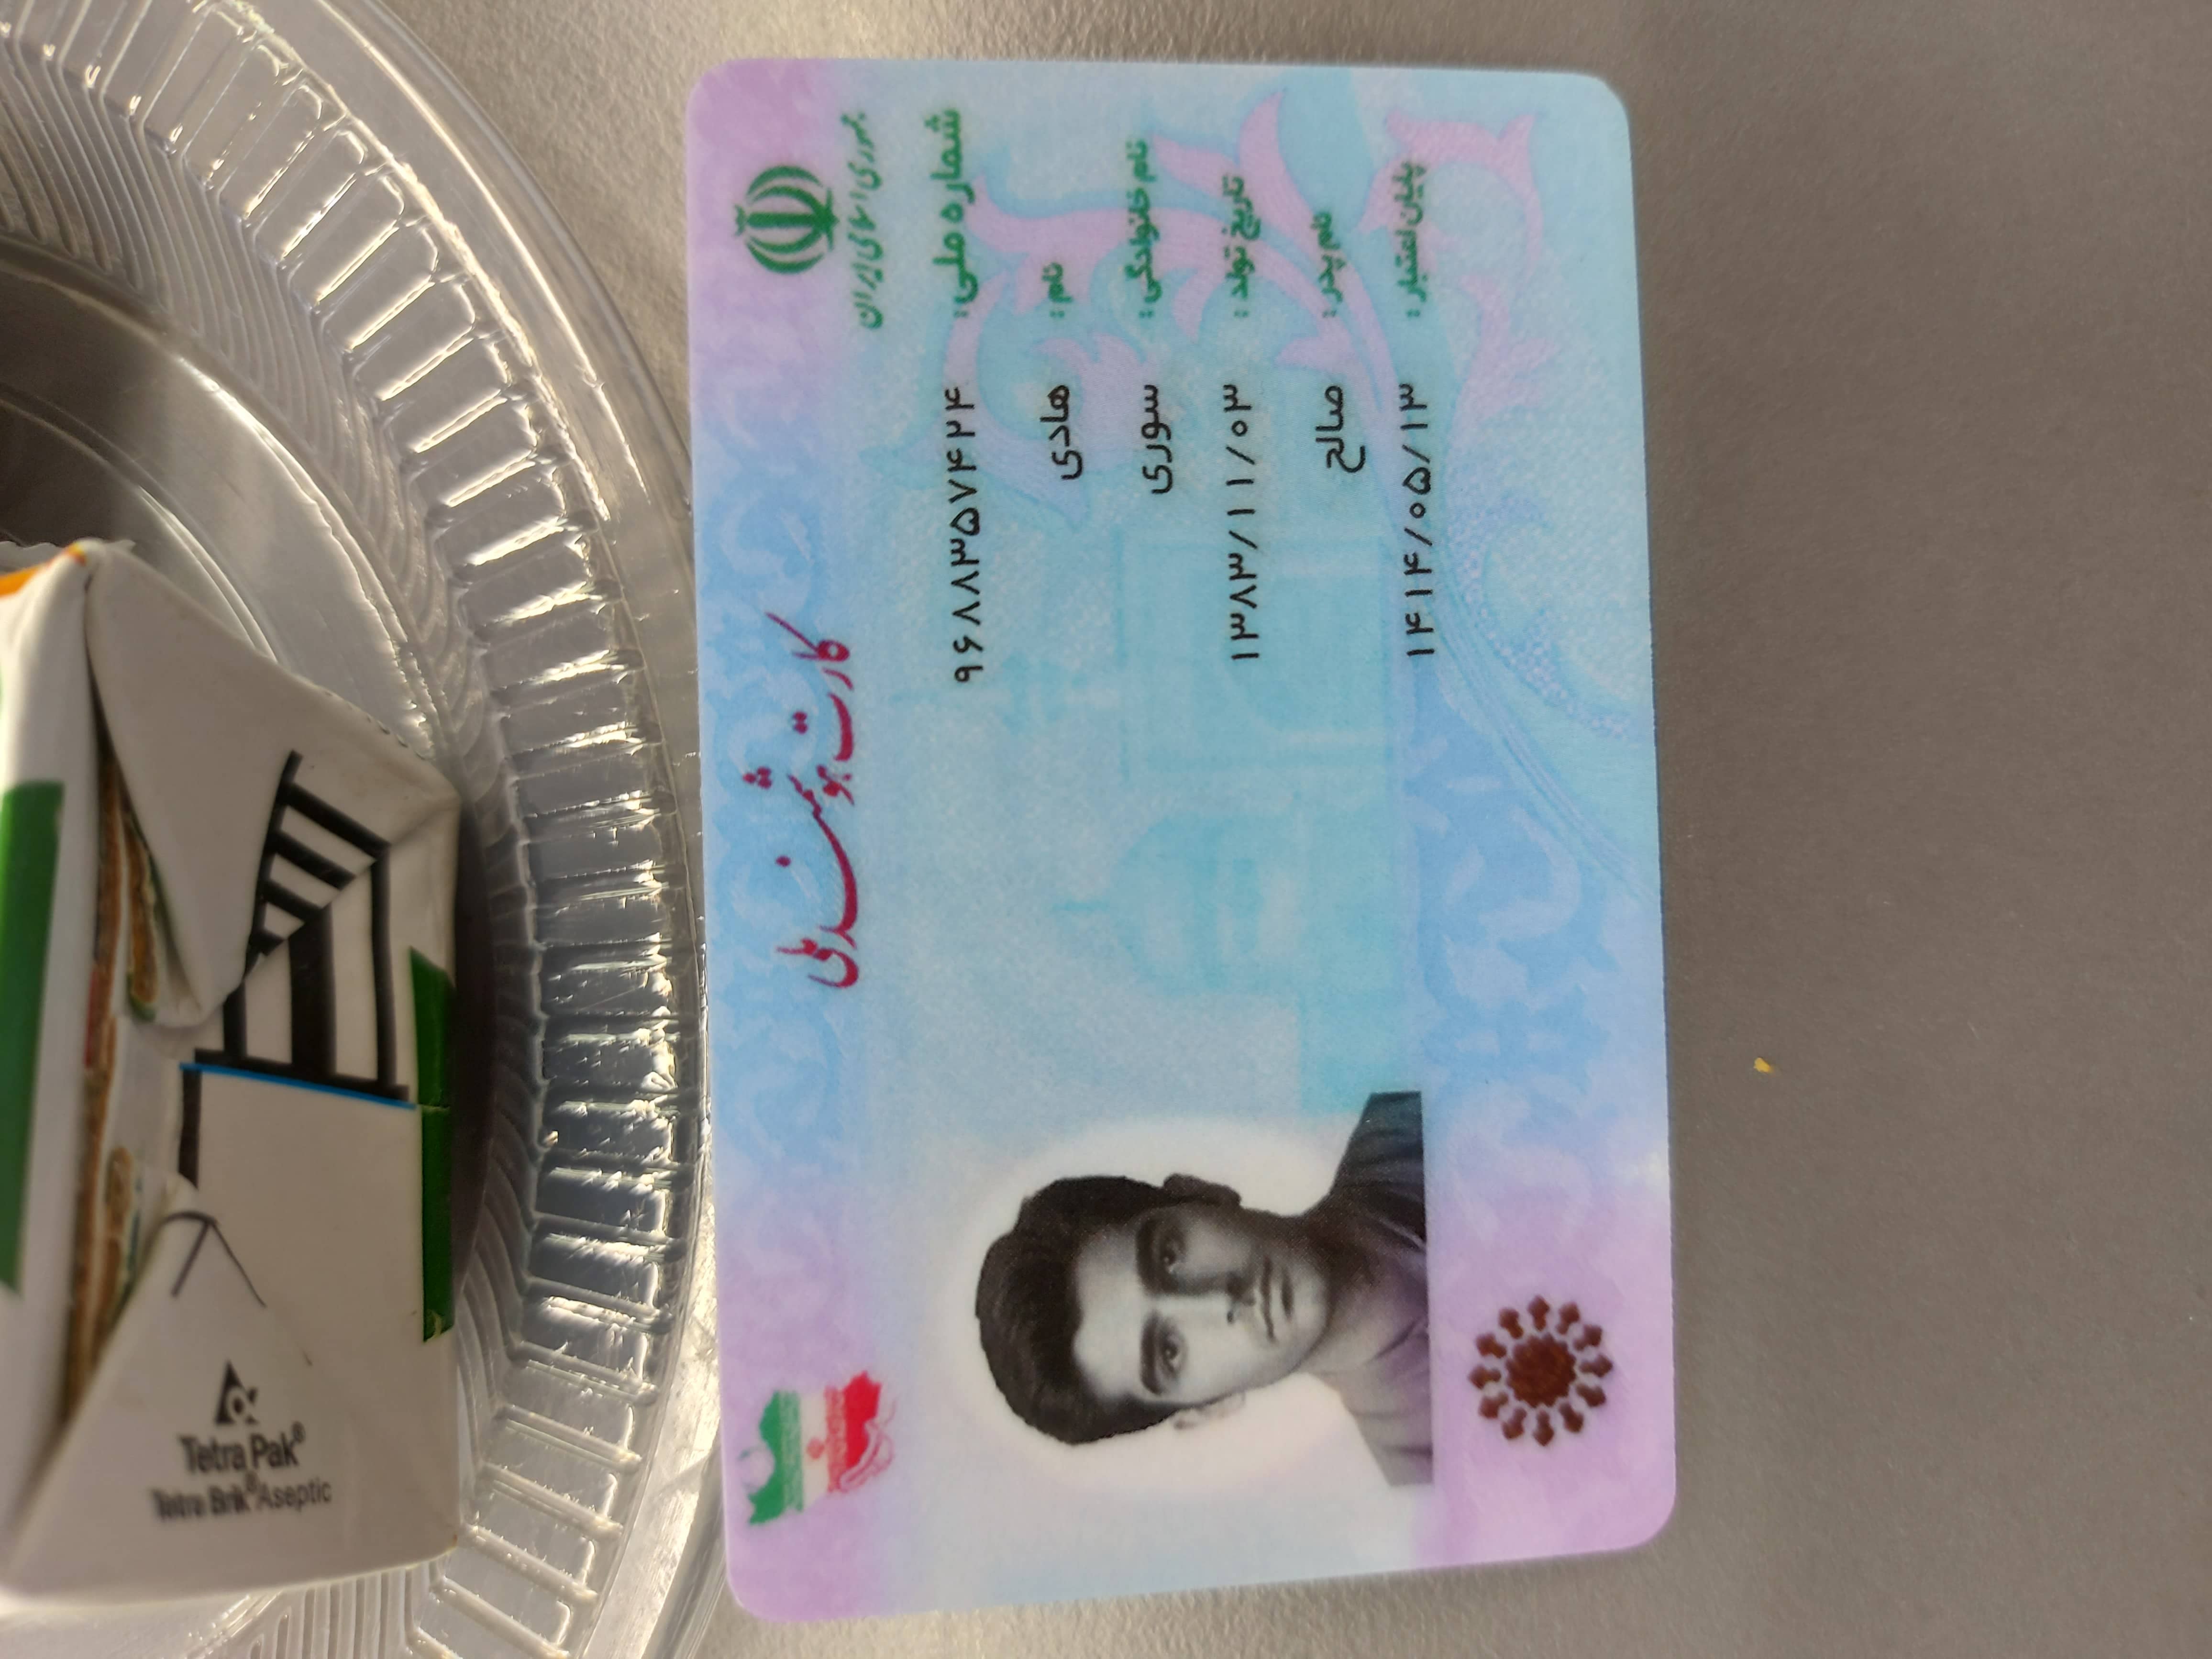 جمهوری اسلامی ایران
کارت هوشمند ملی
شماره ملی: ۹۶۸۸۳۵۷۴۲۴
نام: هادی
نام خانوادگی: سوری
تاریخ تولد: ۱۳۸۳/۱۱/۰۳
نام پدر: صالح
پایان اعتبار: ۱۴۱۴/۰۵/۱۳
Tetra Pak®
Tetra Brik® Aseptic